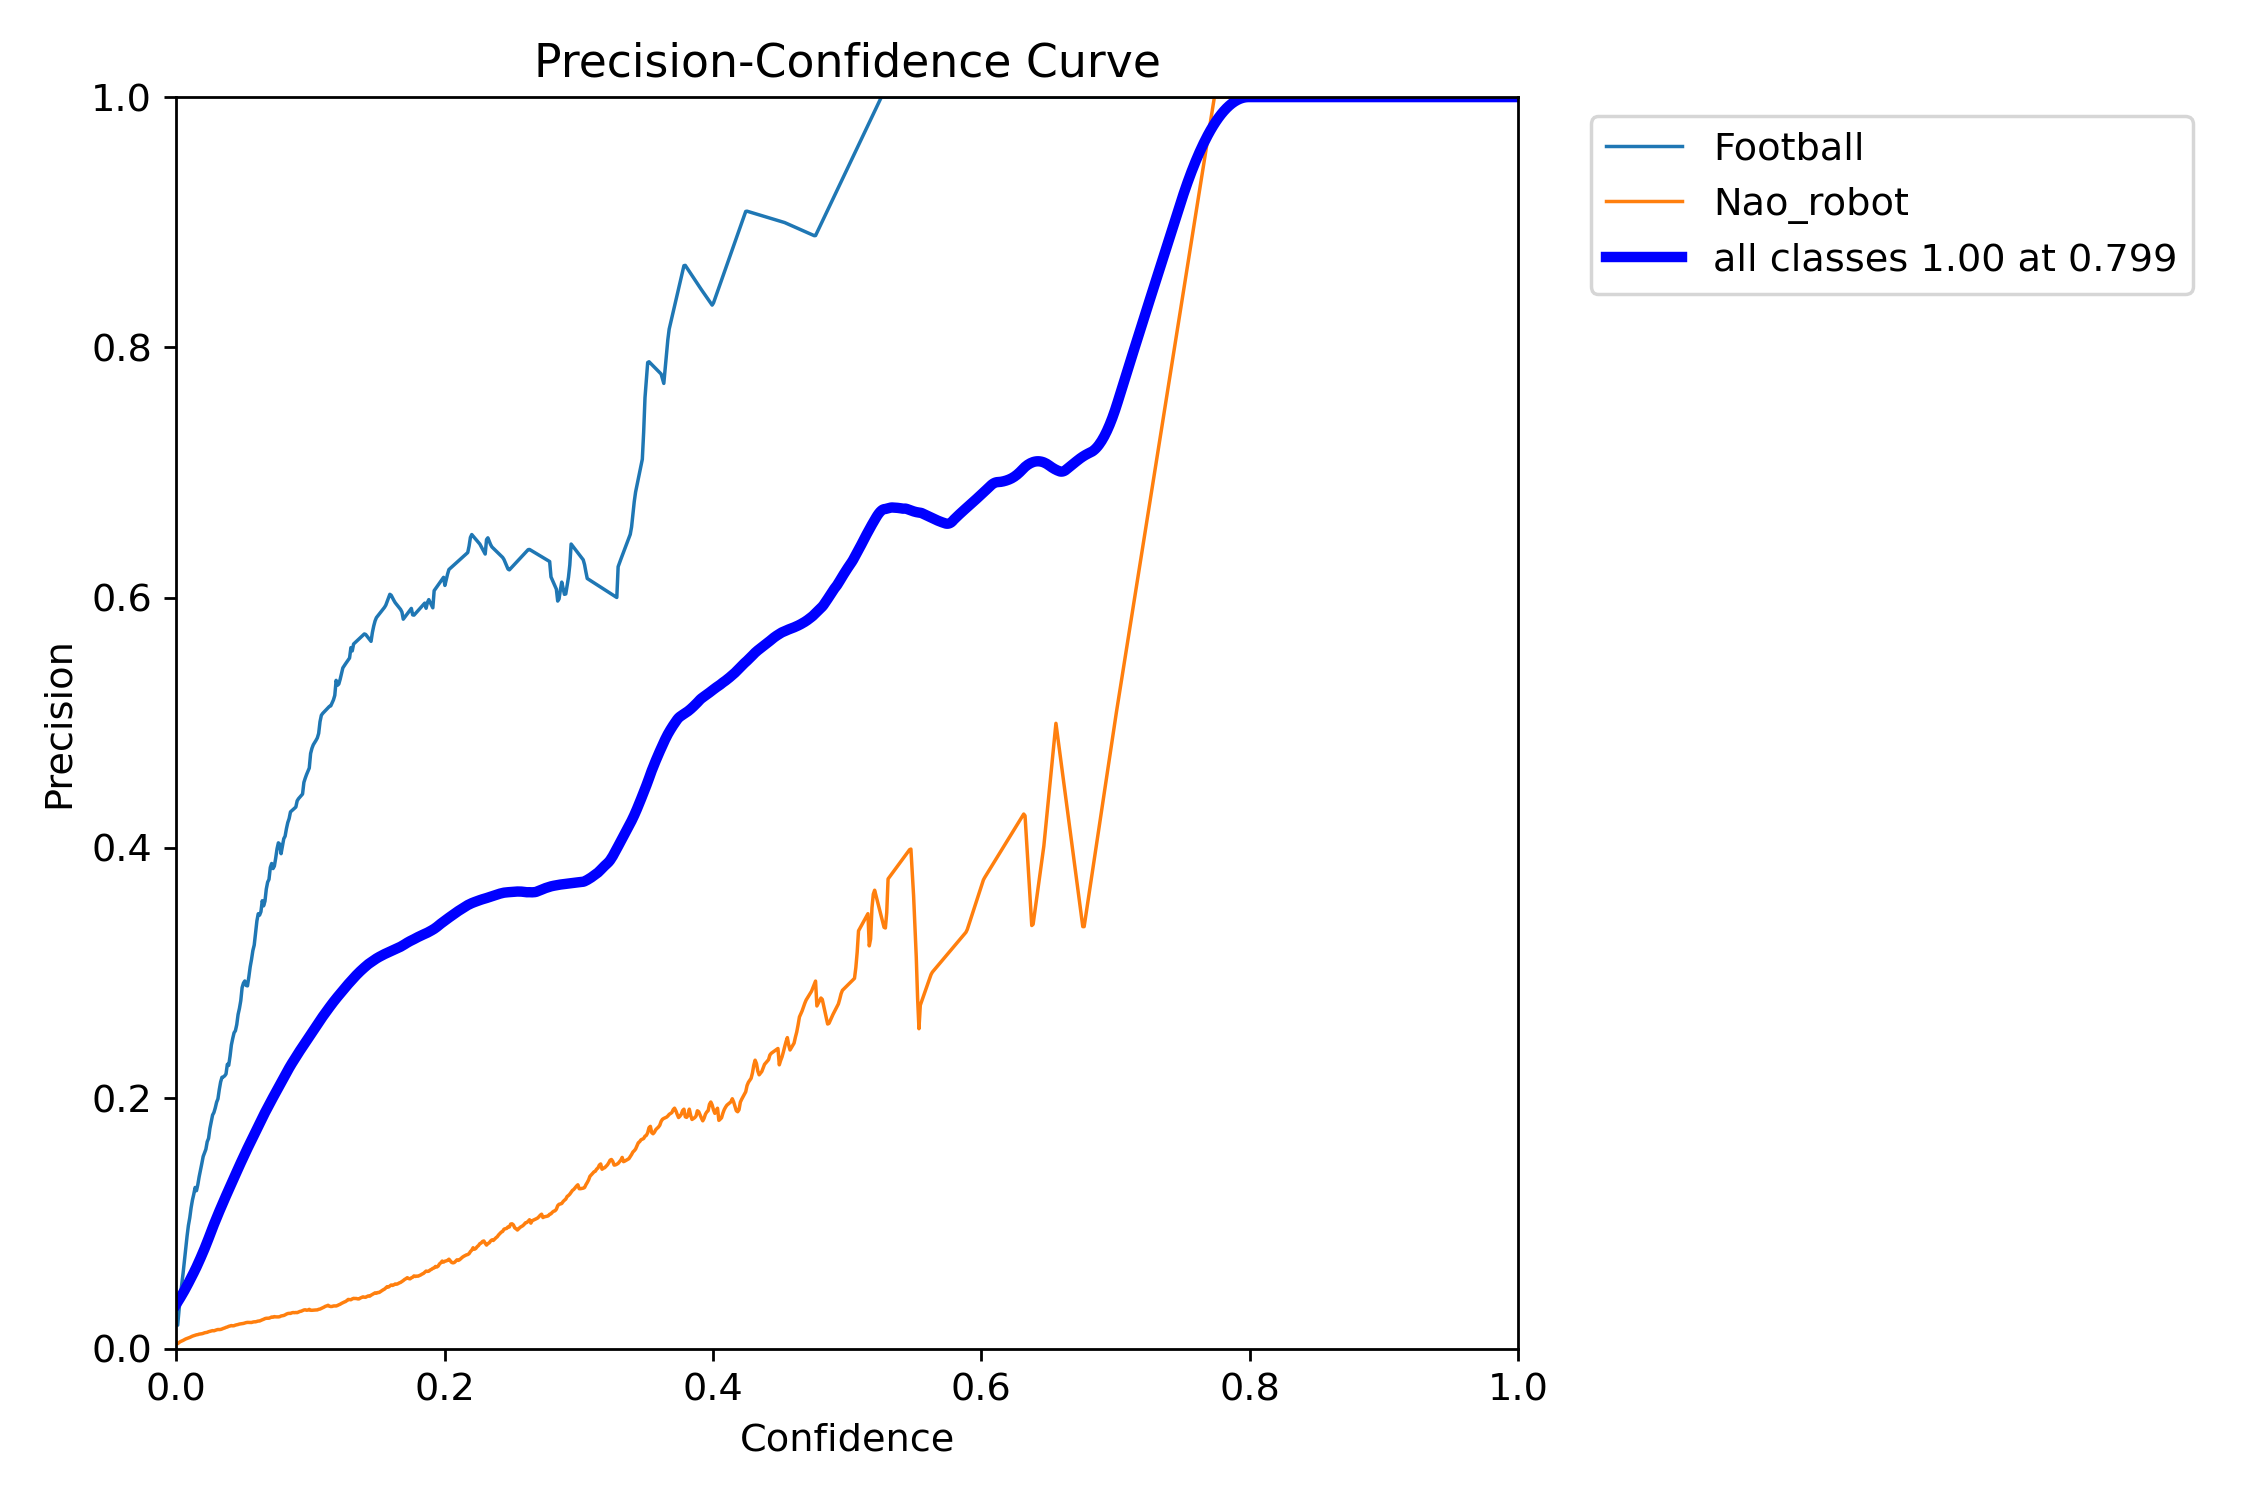 Precision-Confidence Curve
1.0
0.8
0.6
0.4
0.2
0.0
Precision
0.0 0.2 0.4 0.6 0.8 1.0
Confidence
Football
Nao_robot
all classes 1.00 at 0.799